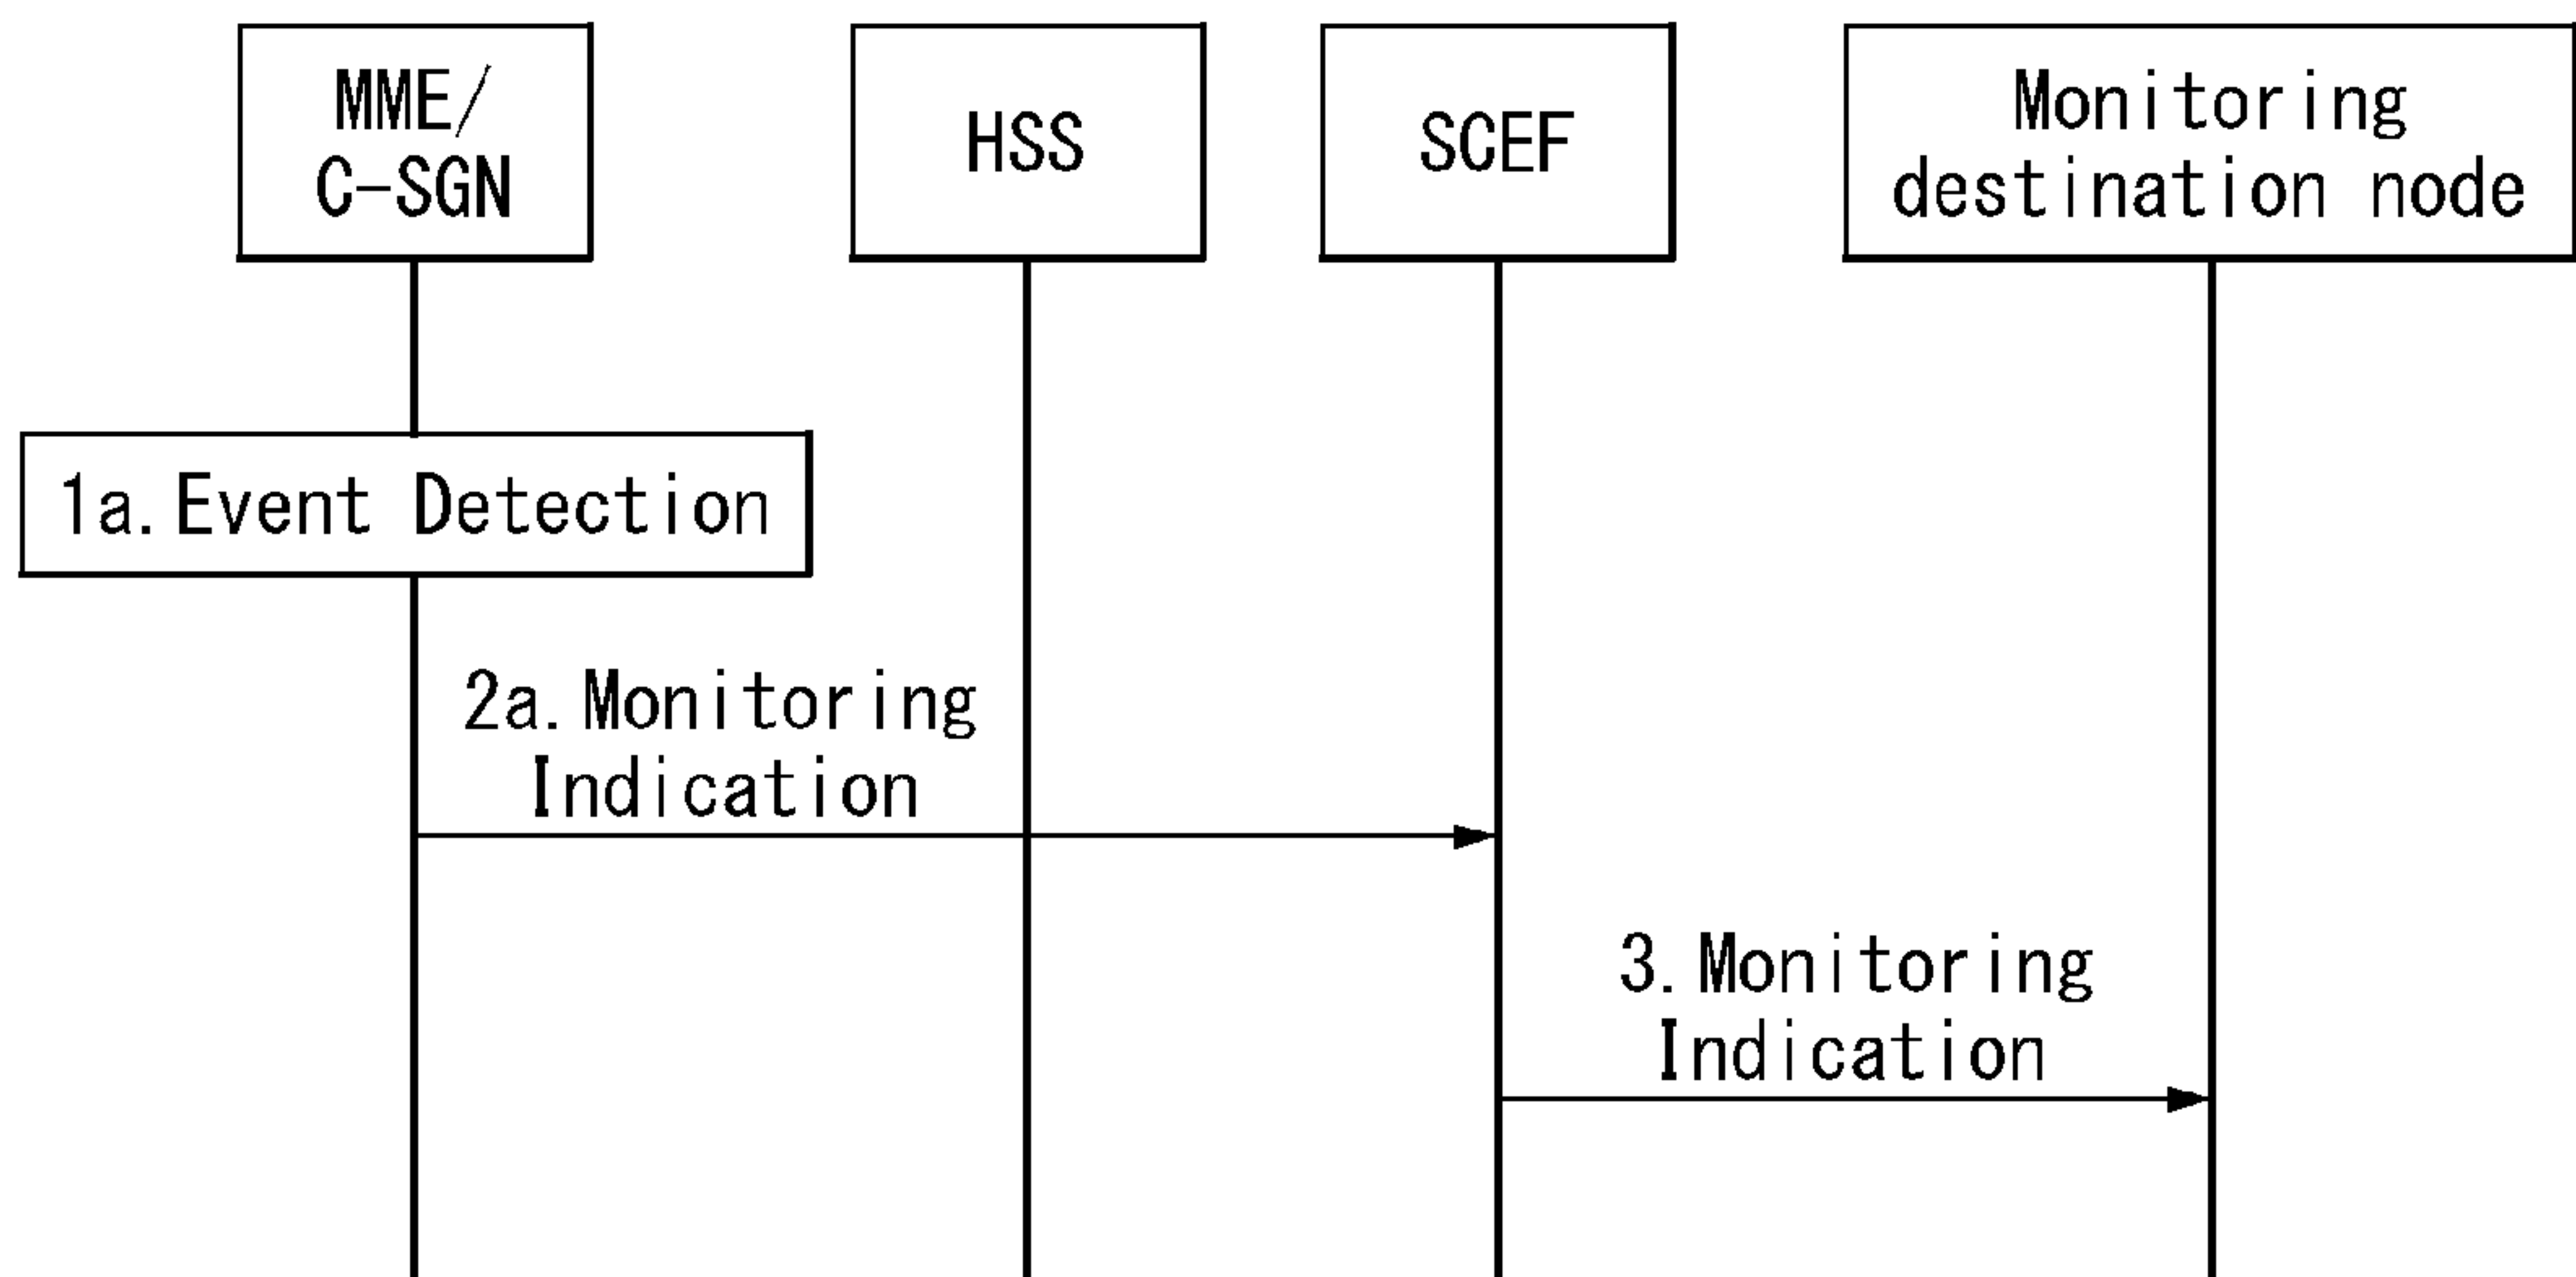 MME/
C-SGN
HSS
SCEF
Monitoring
destination node
1a. Event Detection
2a. Monitoring
Indication
3. Monitoring
Indication